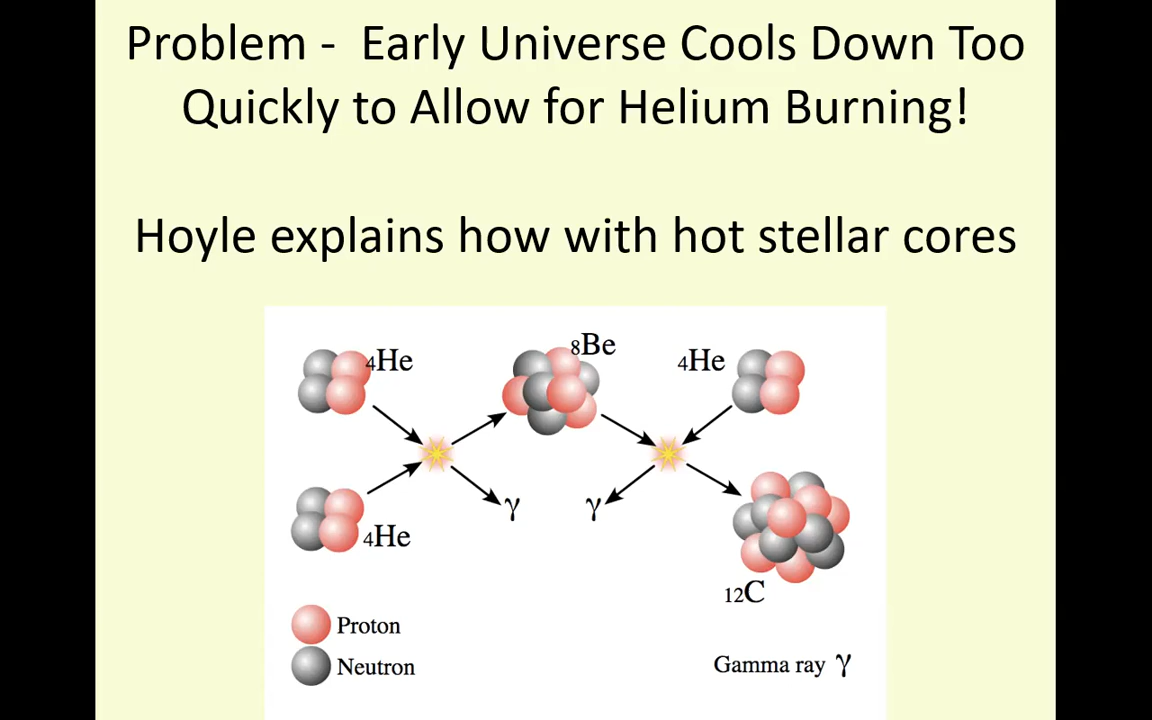 Problem -  Early Universe Cools Down Too
Quickly to Allow for Helium Burning!
Hoyle explains how with hot stellar cores
4He
8Be
4He
γ
γ
4He
12C
Proton
Neutron
Gamma ray γ